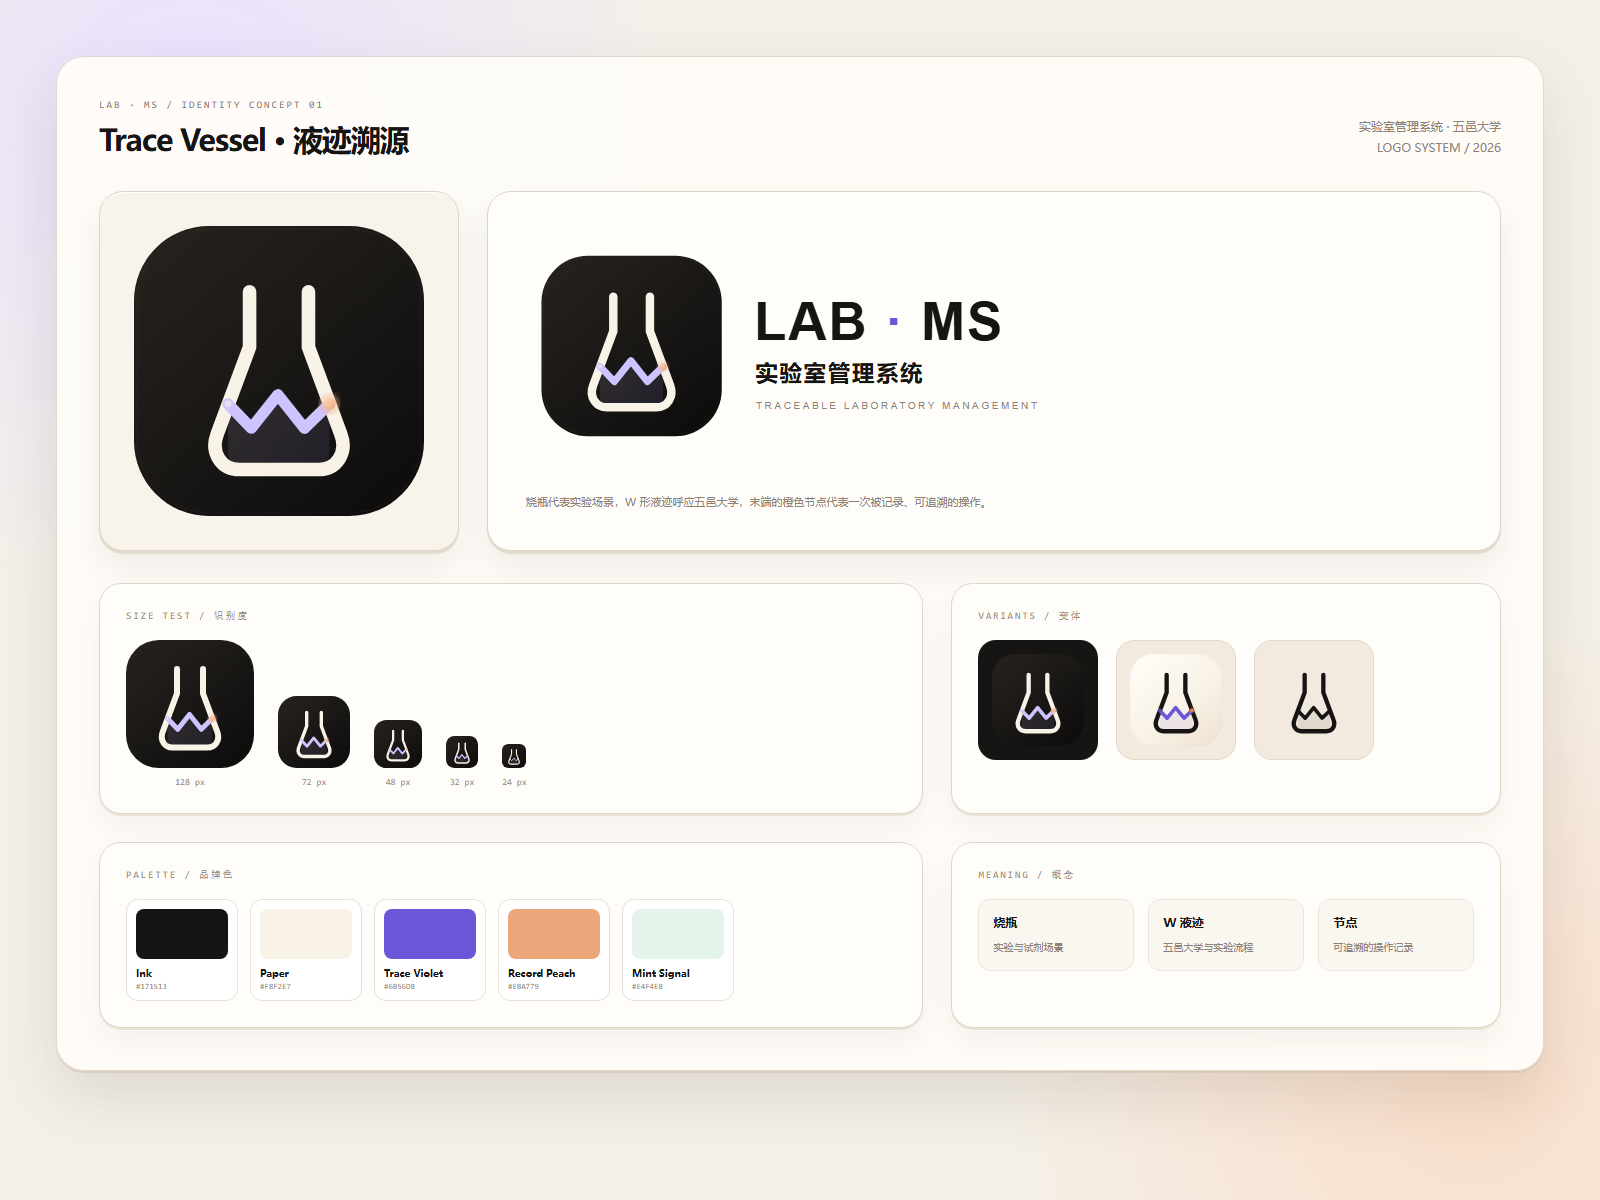 LAB · MS / IDENTITY CONCEPT 01
Trace Vessel • 液迹溯源
实验室管理系统 · 五邑大学
LOGO SYSTEM / 2026
LAB · MS
实验室管理系统
TRACEABLE LABORATORY MANAGEMENT
烧瓶代表实验场景，W 形液迹呼应五邑大学，末端的橙色节点代表一次被记录、可追溯的操作。
SIZE TEST / 识别度
128 px
72 px
48 px
32 px
24 px
VARIANTS / 变体
PALETTE / 品牌色
Ink
#171513
Paper
#F8F2E7
Trace Violet
#6B56D8
Record Peach
#EBA779
Mint Signal
#E4F4EB
MEANING / 概念
烧瓶
实验与试剂场景
W 液迹
五邑大学与实验流程
节点
可追溯的操作记录